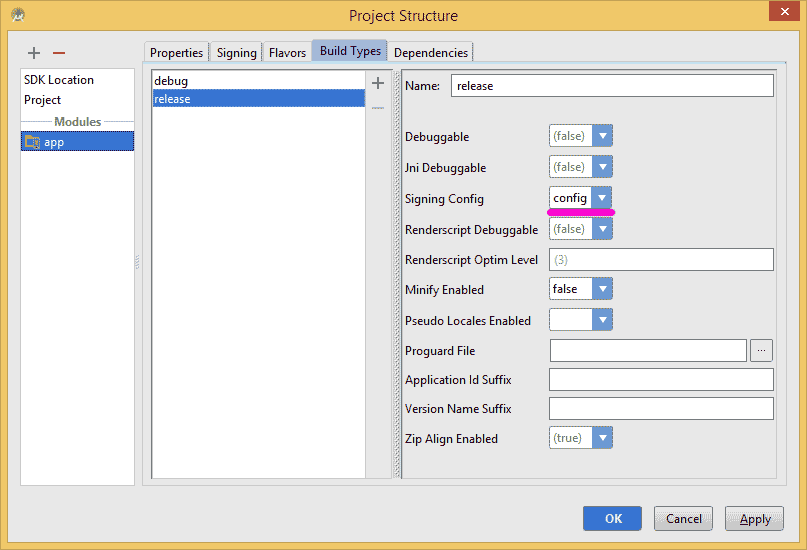 Project Structure
Properties Signing Flavors Build Types Dependencies
SDK Location
Project
Modules
app
debug
release
Name: release
Debuggable (false)
Jni Debuggable (false)
Signing Config config
Renderscript Debuggable (false)
Renderscript Optim Level (3)
Minify Enabled false
Pseudo Locales Enabled
Proguard File ...
Application Id Suffix
Version Name Suffix
Zip Align Enabled (true)
OK Cancel Apply